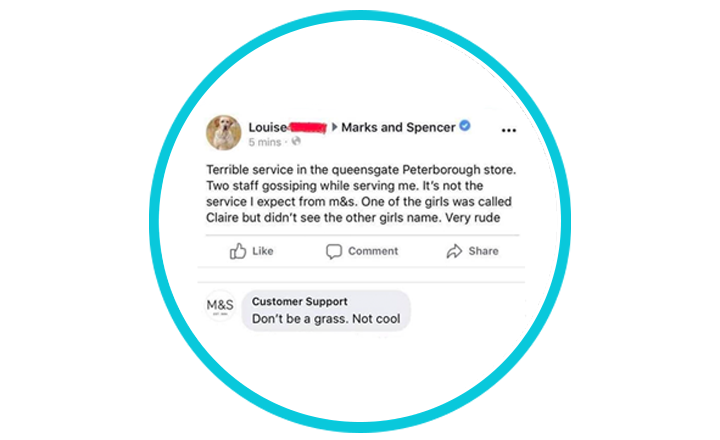 Louise ▸ Marks and Spencer
5 mins ·
Terrible service in the queensgate Peterborough store.
Two staff gossiping while serving me. It's not the
service I expect from m&s. One of the girls was called
Claire but didn't see the other girls name. Very rude
Like Comment Share
M&S Customer Support
Don't be a grass. Not cool